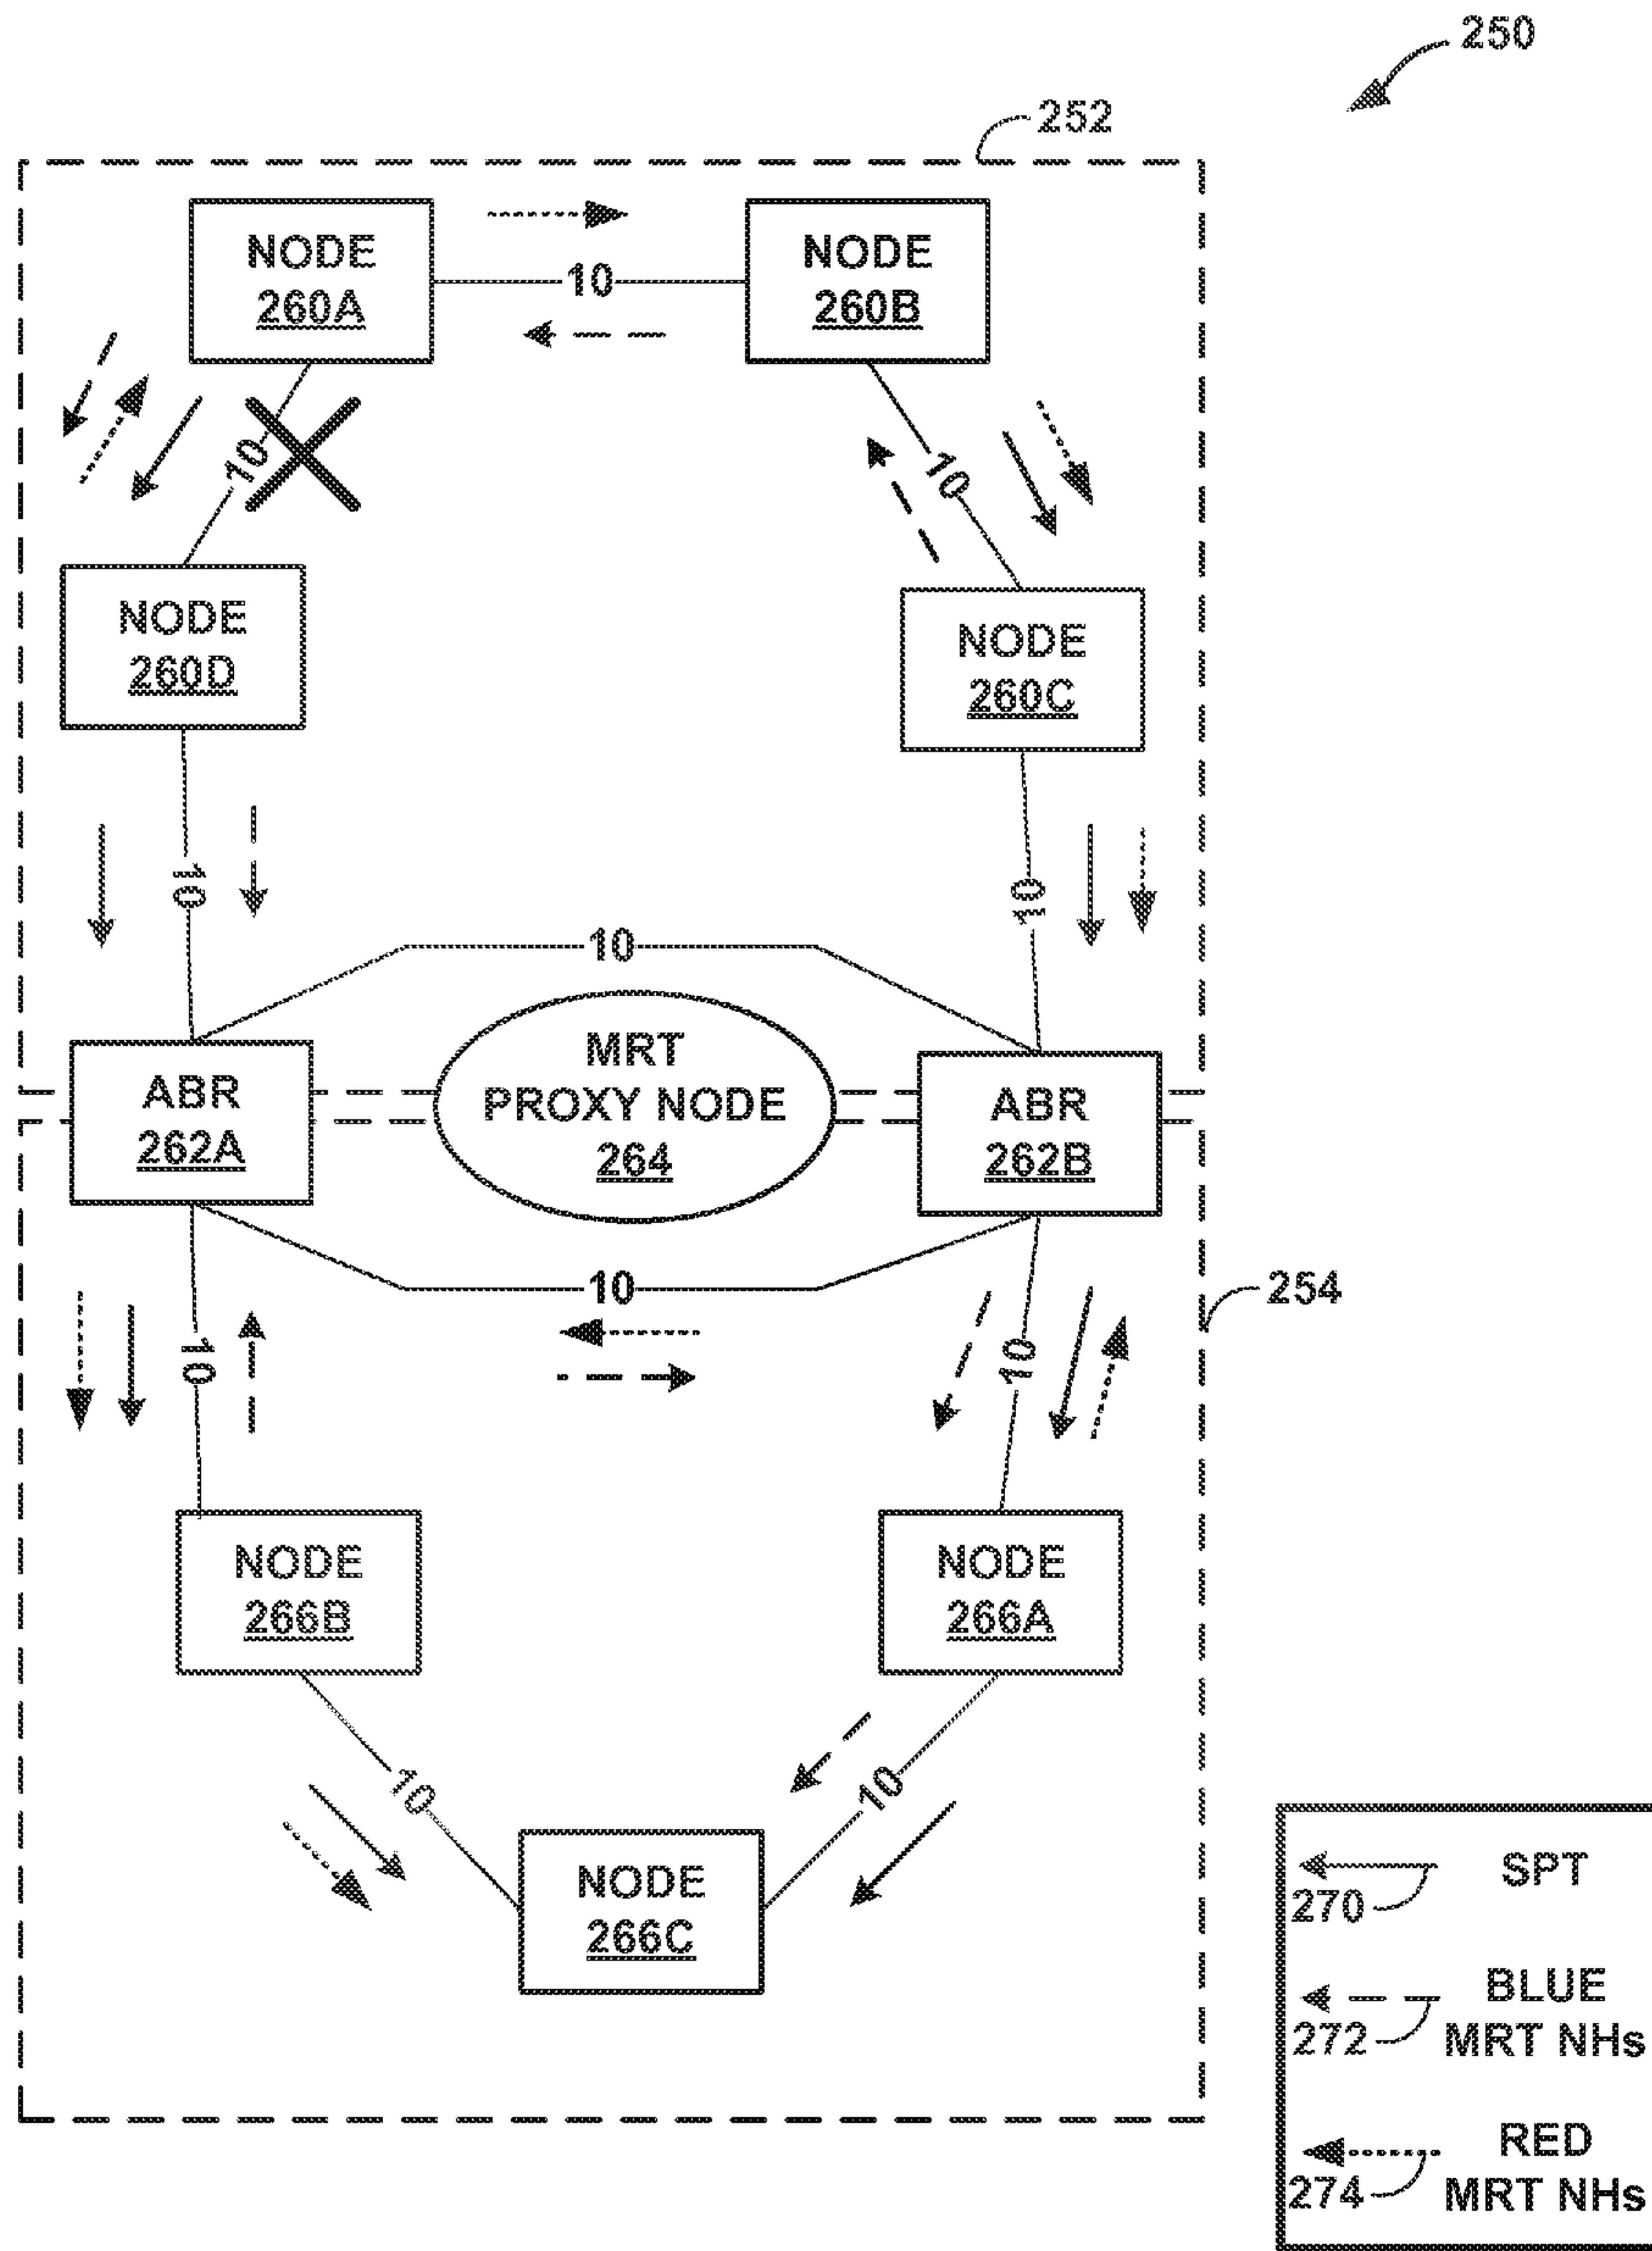 250
252
NODE
260A
10
NODE
260B
10
10
NODE
260D
NODE
260C
10
10
10
ABR
262A
MRT
PROXY NODE
264
ABR
262B
10
254
10
10
NODE
266B
NODE
266A
10
10
NODE
266C
SPT
270
BLUE
272
MRT NHs
RED
274
MRT NHs